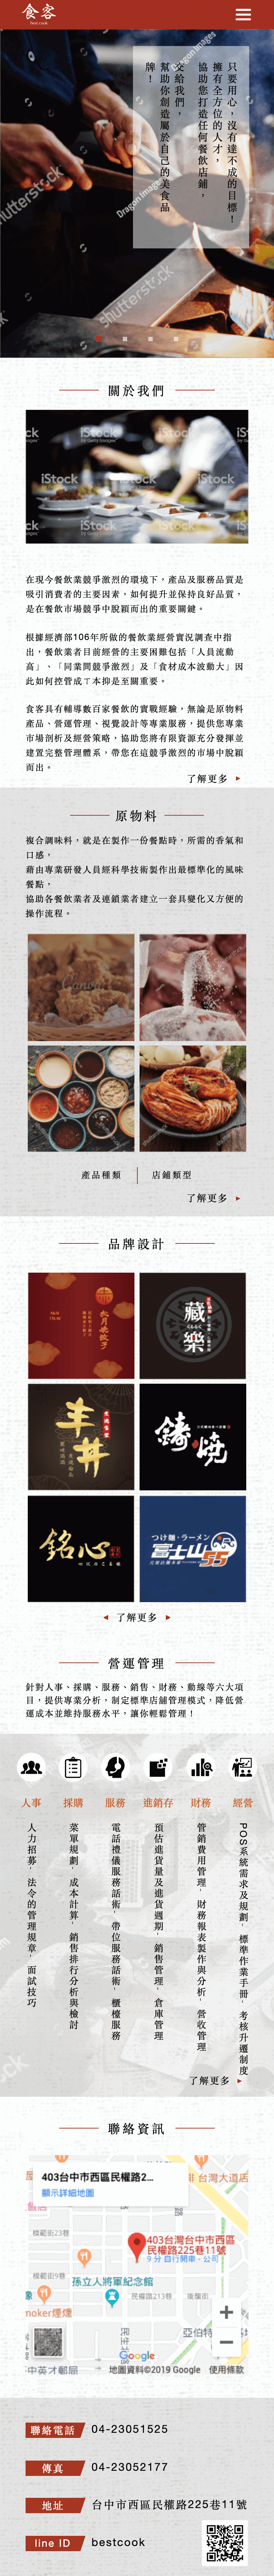 食客
best cook
只要用心，沒有達不成的目標！
擁有全方位的人才，
協助您打造任何餐飲店鋪，
交給我們，
幫助你創造屬於自己的美食品
牌！
關於我們
在現今餐飲業競爭激烈的環境下，產品及服務品質是
吸引消費者的主要因素，如何提升並保持良好品質，
是在餐飲市場競爭中脫穎而出的重要關鍵。
根據經濟部106年所做的餐飲業經營實況調查中指
出，餐飲業者目前經營的主要困難包括「人員流動
高」、「同業間競爭激烈」及「食材成本波動大」因
此如何控管成ㄒ本抑是至關重要。
食客具有輔導數百家餐飲的實戰經驗，無論是原物料
產品、營運管理、視覺設計等專業服務，提供您專業
市場剖析及經營策略，協助您將有限資源充分發揮並
建置完整管理體系，帶您在這競爭激烈的市場中脫穎
而出。
了解更多
原物料
複合調味料，就是在製作一份餐點時，所需的香氣和
口感，
藉由專業研發人員經科學技術製作出最標準化的風味
餐點，
協助各餐飲業者及連鎖業者建立一套具變化又方便的
操作流程。
產品種類
店鋪類型
了解更多
品牌設計
藏樂
丰丼
鑄燒
銘心
つけ麺・ラーメン
富士山55
了解更多
營運管理
針對人事、採購、服務、銷售、財務、動線等六大項
目，提供專業分析，制定標準店舖管理模式，降低營
運成本並維持服務水平，讓你輕鬆管理！
人事
採購
服務
進銷存
財務
經營
人力招募、法令的管理規章、面試技巧
菜單規劃、成本計算、銷售排行分析與檢討
電話禮儀服務話術、帶位服務話術、櫃檯服務
預估進貨量及進貨週期、銷售管理、倉庫管理
管銷費用管理、財務報表製作與分析、營收管理
POS系統需求及規劃、標準作業手冊、考核升遷制度
了解更多
聯絡資訊
403台中市西區民權路2...
顯示詳細地圖
台灣大道店
403台灣台中市西區
民權路225巷11號
9 分 自行開車 - 公司
孫立人將軍紀念館
民權路213巷
Google
地圖資料©2019 Google
使用條款
聯絡電話
04-23051525
傳真
04-23052177
地址
台中市西區民權路225巷11號
line ID
bestcook